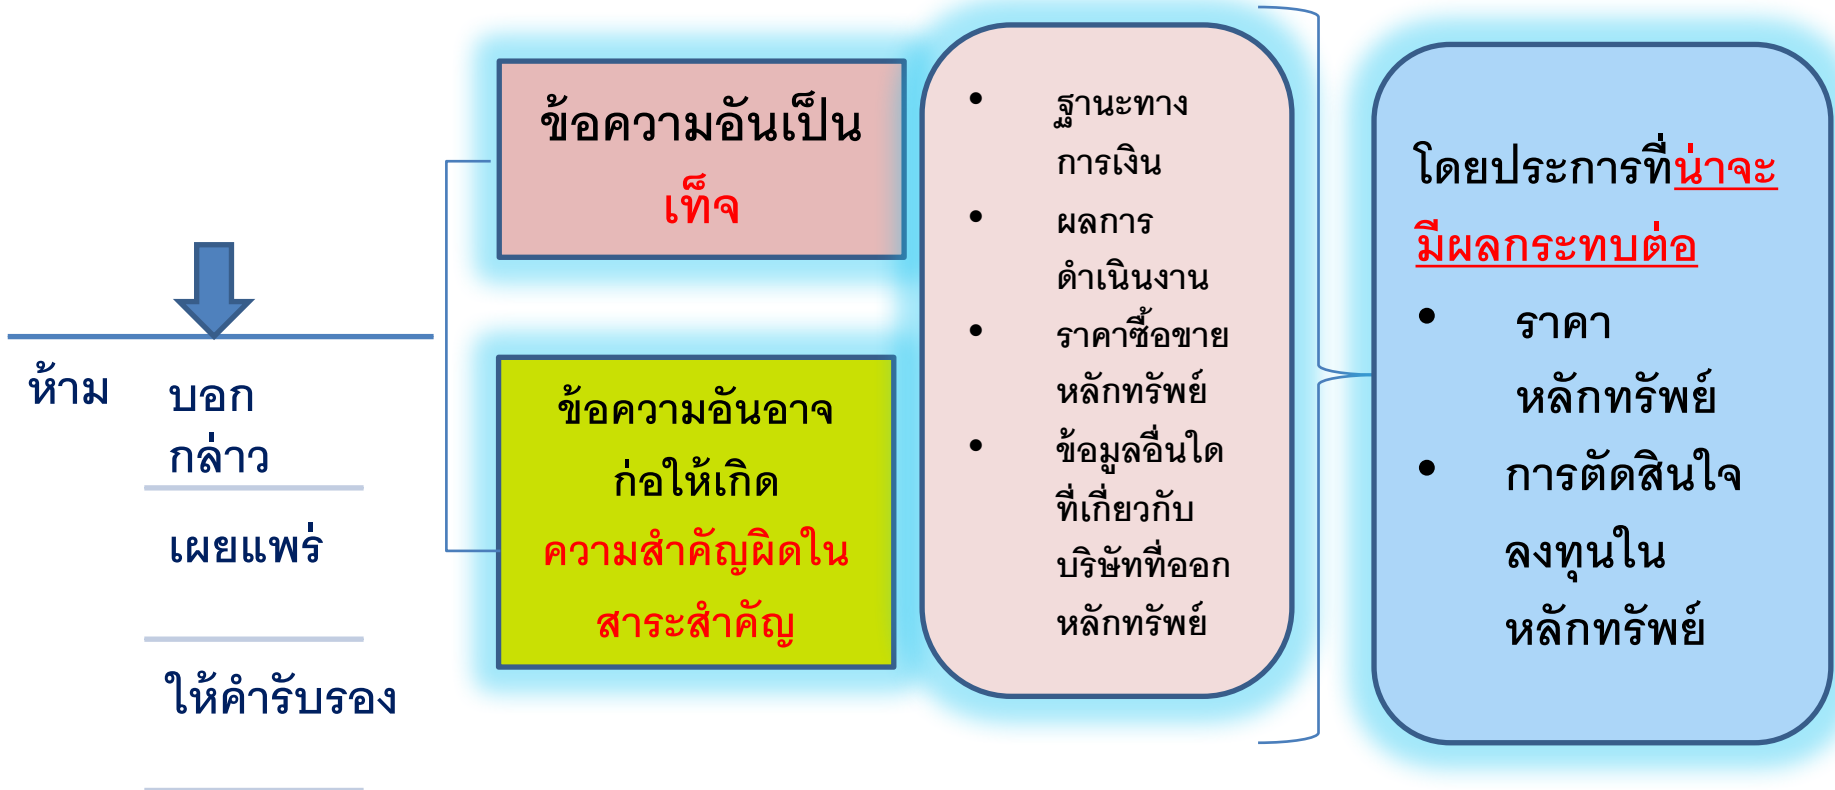 ห้าม
บอก
กล่าว
เผยแพร่
ให้คำรับรอง
ข้อความอันเป็น
เท็จ
ข้อความอันอาจ
ก่อให้เกิด
ความสำคัญผิดใน
สาระสำคัญ
• ฐานะทาง
การเงิน
• ผลการ
ดำเนินงาน
• ราคาซื้อขาย
หลักทรัพย์
• ข้อมูลอื่นใด
ที่เกี่ยวกับ
บริษัทที่ออก
หลักทรัพย์
โดยประการที่น่าจะ
มีผลกระทบต่อ
• ราคา
หลักทรัพย์
• การตัดสินใจ
ลงทุนใน
หลักทรัพย์